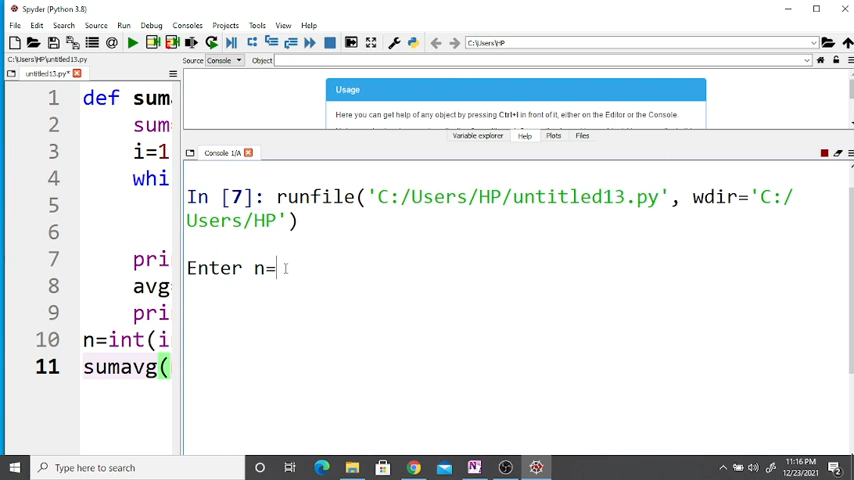 Spyder (Python 3.8)
File Edit Search Source Run Debug Consoles Projects Tools View Help
C:\Users\HP
C:\Users\HP\untitled13.py
Source Console Object
untitled13.py*
Usage
Here you can get help of any object by pressing Ctrl+I in front of it, either on the Editor or the Console.
Variable explorer Help Plots Files
Console 1/A
1 def suma
2 sum=
3 i=1
4 whi
5
6
7 pri
8 avg=
9 pri
10 n=int(i
11 sumavg(
In [7]: runfile('C:/Users/HP/untitled13.py', wdir='C:/
Users/HP')
Enter n=
Type here to search
11:16 PM
12/23/2021